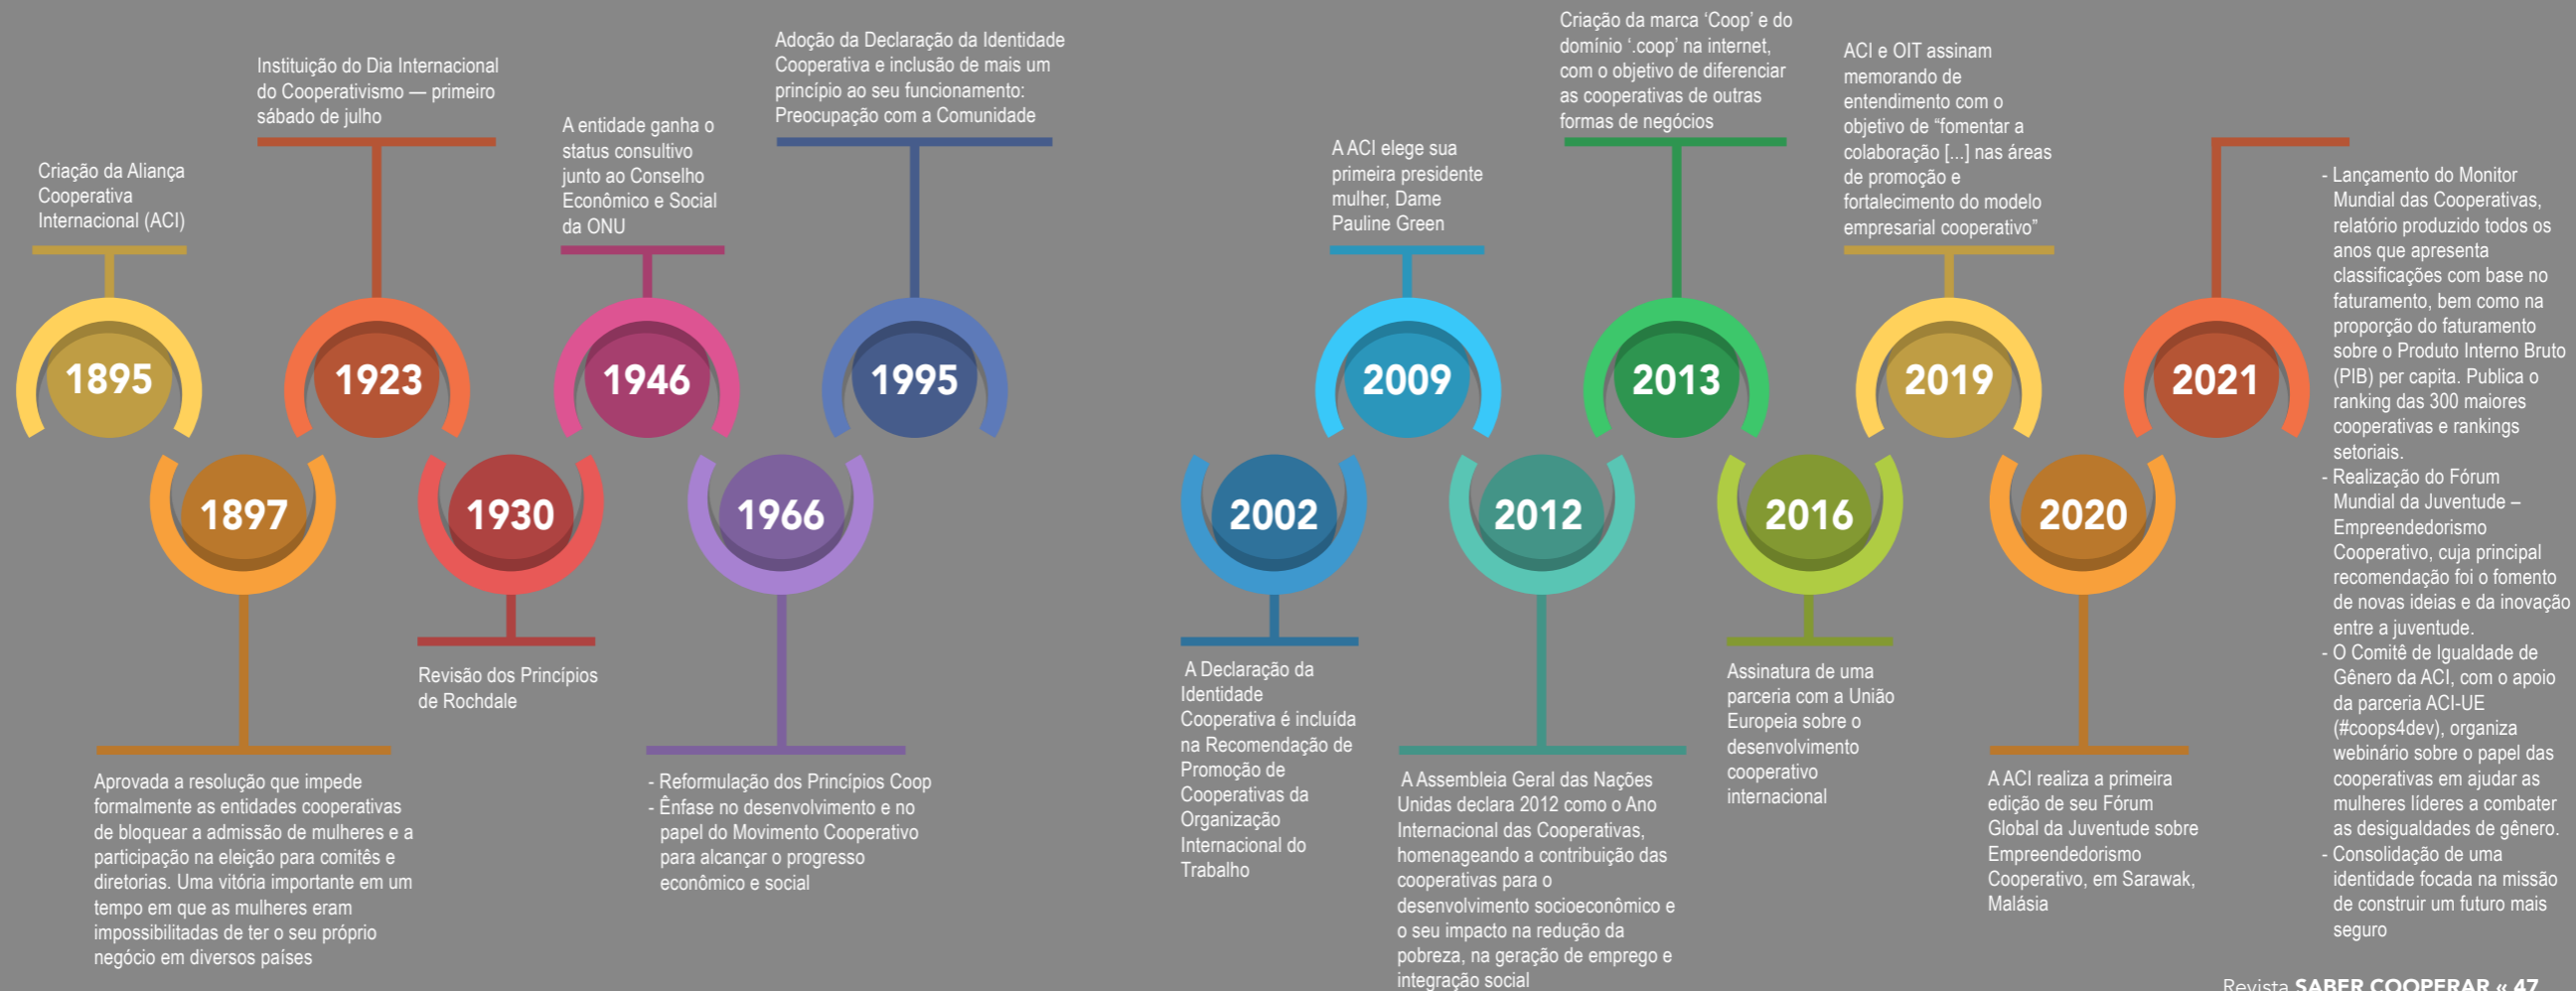 Criação da Aliança
Cooperativa
Internacional (ACI)
1895
1897
Aprovada a resolução que impede
formalmente as entidades cooperativas
de bloquear a admissão de mulheres e a
participação na eleição para comitês e
diretorias. Uma vitória importante em um
tempo em que as mulheres eram
impossibilitadas de ter o seu próprio
negócio em diversos países
Instituição do Dia Internacional
do Cooperativismo — primeiro
sábado de julho
1923
1930
Revisão dos Princípios
de Rochdale
A entidade ganha o
status consultivo
junto ao Conselho
Econômico e Social
da ONU
1946
1966
- Reformulação dos Princípios Coop
- Ênfase no desenvolvimento e no
papel do Movimento Cooperativo
para alcançar o progresso
econômico e social
Adoção da Declaração da Identidade
Cooperativa e inclusão de mais um
princípio ao seu funcionamento:
Preocupação com a Comunidade
1995
2002
A Declaração da
Identidade
Cooperativa é incluída
na Recomendação de
Promoção de
Cooperativas da
Organização
Internacional do
Trabalho
A ACI elege sua
primeira presidente
mulher, Dame
Pauline Green
2009
2012
A Assembleia Geral das Nações
Unidas declara 2012 como o Ano
Internacional das Cooperativas,
homenageando a contribuição das
cooperativas para o
desenvolvimento socioeconômico e
o seu impacto na redução da
pobreza, na geração de emprego e
integração social
Criação da marca ‘Coop’ e do
domínio ‘.coop’ na internet,
com o objetivo de diferenciar
as cooperativas de outras
formas de negócios
2013
2016
Assinatura de uma
parceria com a União
Europeia sobre o
desenvolvimento
cooperativo
internacional
ACI e OIT assinam
memorando de
entendimento com o
objetivo de “fomentar a
colaboração [...] nas áreas
de promoção e
fortalecimento do modelo
empresarial cooperativo”
2019
2020
A ACI realiza a primeira
edição de seu Fórum
Global da Juventude sobre
Empreendedorismo
Cooperativo, em Sarawak,
Malásia
2021
- Lançamento do Monitor
Mundial das Cooperativas,
relatório produzido todos os
anos que apresenta
classificações com base no
faturamento, bem como na
proporção do faturamento
sobre o Produto Interno Bruto
(PIB) per capita. Publica o
ranking das 300 maiores
cooperativas e rankings
setoriais.
- Realização do Fórum
Mundial da Juventude –
Empreendedorismo
Cooperativo, cuja principal
recomendação foi o fomento
de novas ideias e da inovação
entre a juventude.
- O Comitê de Igualdade de
Gênero da ACI, com o apoio
da parceria ACI-UE
(#coops4dev), organiza
webinário sobre o papel das
cooperativas em ajudar as
mulheres líderes a combater
as desigualdades de gênero.
- Consolidação de uma
identidade focada na missão
de construir um futuro mais
seguro
Revista SABER COOPERAR « 47